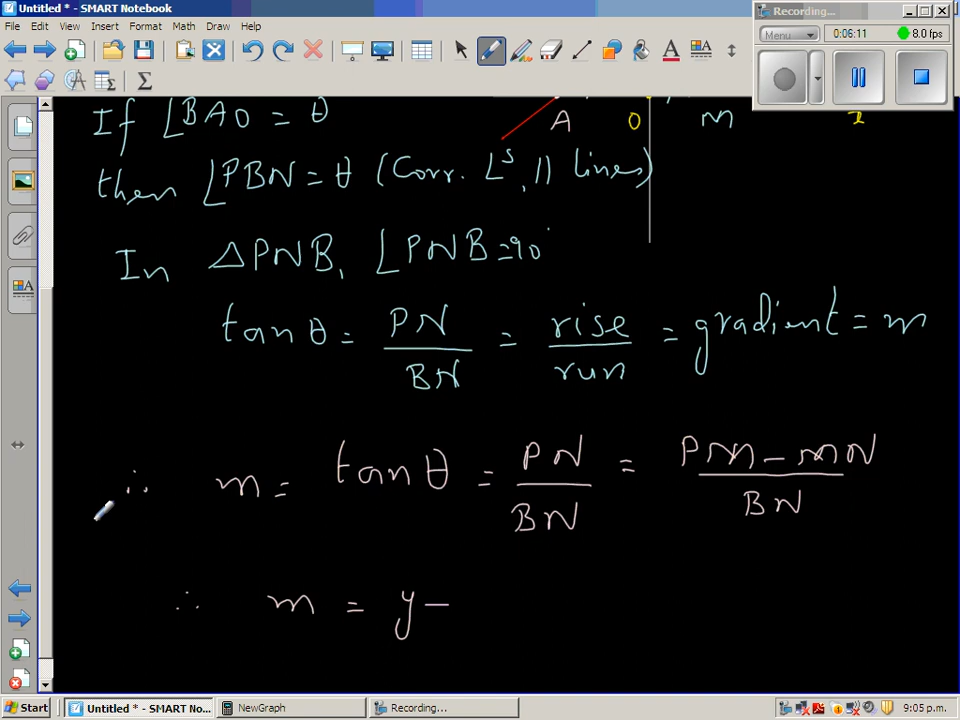 Untitled * - SMART Notebook
Recording...
File Edit View Insert Format Math Draw Help
Menu 0:06:11 8.0 fps
If ∠BAO = θ
A O M x
then ∠PBN = θ (Corr. ∠s, || lines)
In △PNB, ∠PNB = 90°
tan θ = PN/BN = rise/run = gradient = m
∴ m = tan θ = PN/BN = PM - MN/BN
∴ m = y -
Start Untitled * - SMART No... NewGraph Recording... 9:05 p.m.